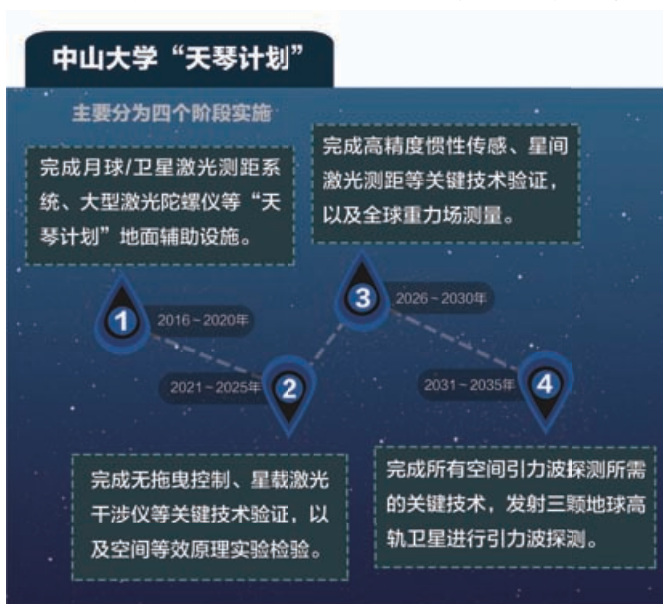 中山大学“天琴计划”
主要分为四个阶段实施
完成月球/卫星激光测距系
统、大型激光陀螺仪等“天
琴计划”地面辅助设施。
1
2016~2020年
2021~2025年
2
完成无拖曳控制、星载激光
干涉仪等关键技术验证，以
及空间等效原理实验检验。
完成高精度惯性传感、星间
激光测距等关键技术验证，
以及全球重力场测量。
3
2026~2030年
2031~2035年
4
完成所有空间引力波探测所需
的关键技术，发射三颗地球高
轨卫星进行引力波探测。